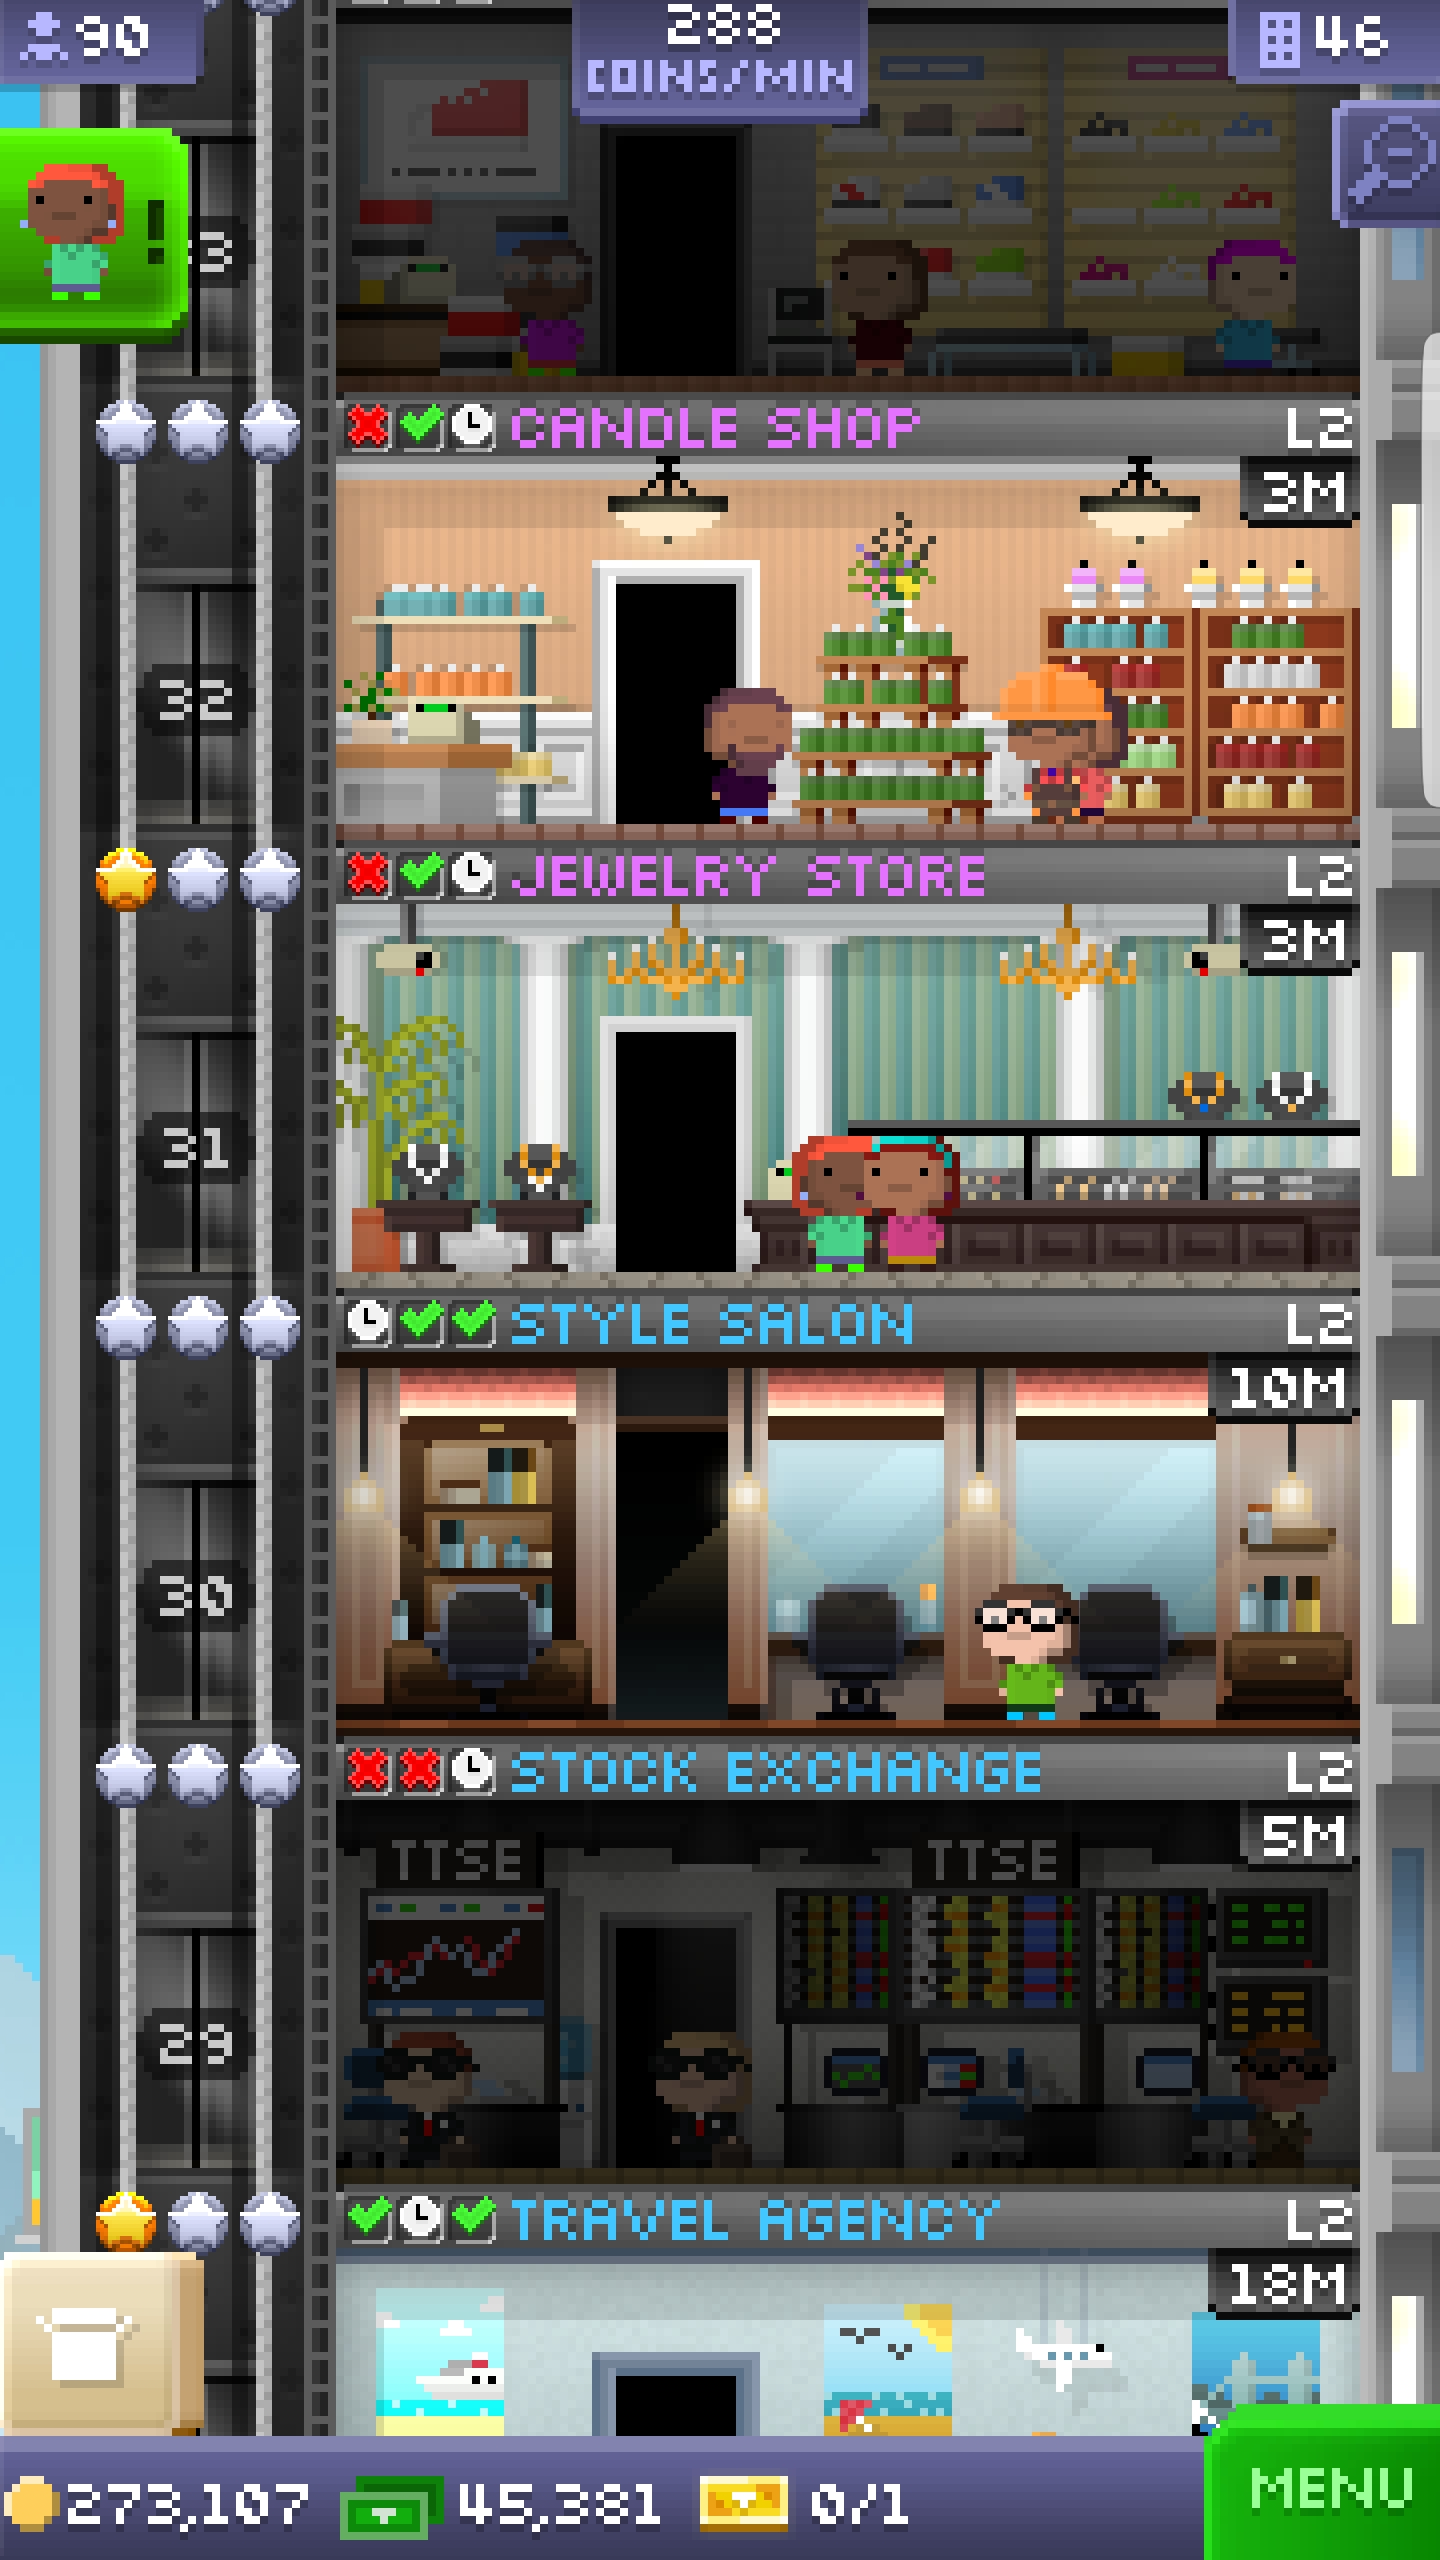 90
288
COINS/MIN
46
3
CANDLE SHOP L2
3M
32
JEWELRY STORE L2
3M
31
STYLE SALON L2
10M
30
STOCK EXCHANGE L2
5M
TTSE TTSE
29
TRAVEL AGENCY L2
18M
273,107 45,381 0/1 MENU